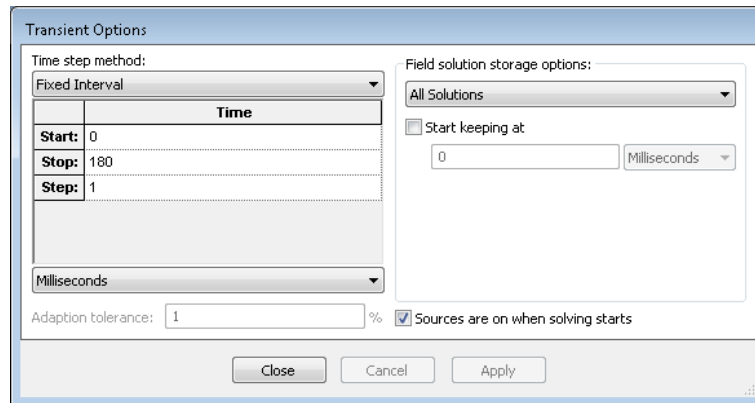 Transient Options
Time step method:
Fixed Interval
Time
Start: 0
Stop: 180
Step: 1
Milliseconds
Adaption tolerance: 1 %
Field solution storage options:
All Solutions
Start keeping at
0 Milliseconds
Sources are on when solving starts
Close Cancel Apply